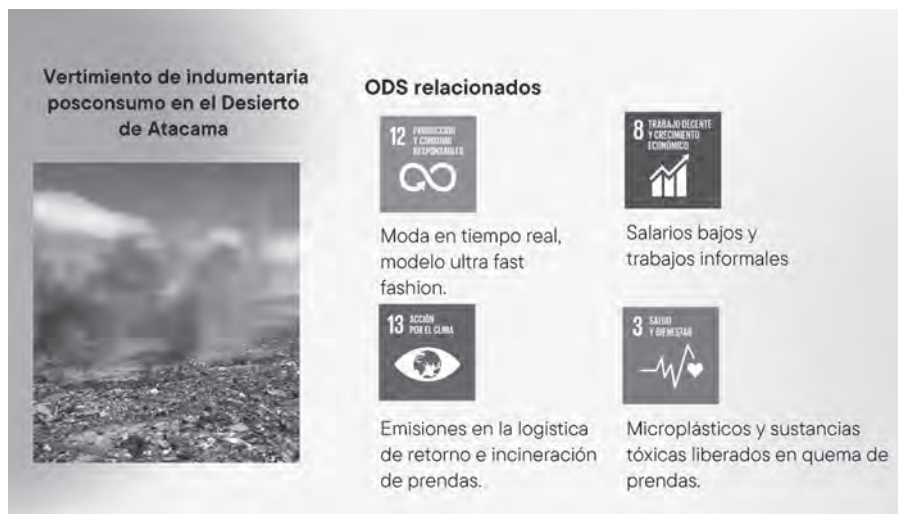 Vertimiento de indumentaria
posconsumo en el Desierto
de Atacama
ODS relacionados
12 PRODUCCIÓN
Y CONSUMO
RESPONSABLES
Moda en tiempo real,
modelo ultra fast
fashion.
8 TRABAJO DECENTE
Y CRECIMIENTO
ECONÓMICO
Salarios bajos y
trabajos informales
13 ACCIÓN
POR EL CLIMA
Emisiones en la logística
de retorno e incineración
de prendas.
3 SALUD
Y BIENESTAR
Microplásticos y sustancias
tóxicas liberados en quema de
prendas.